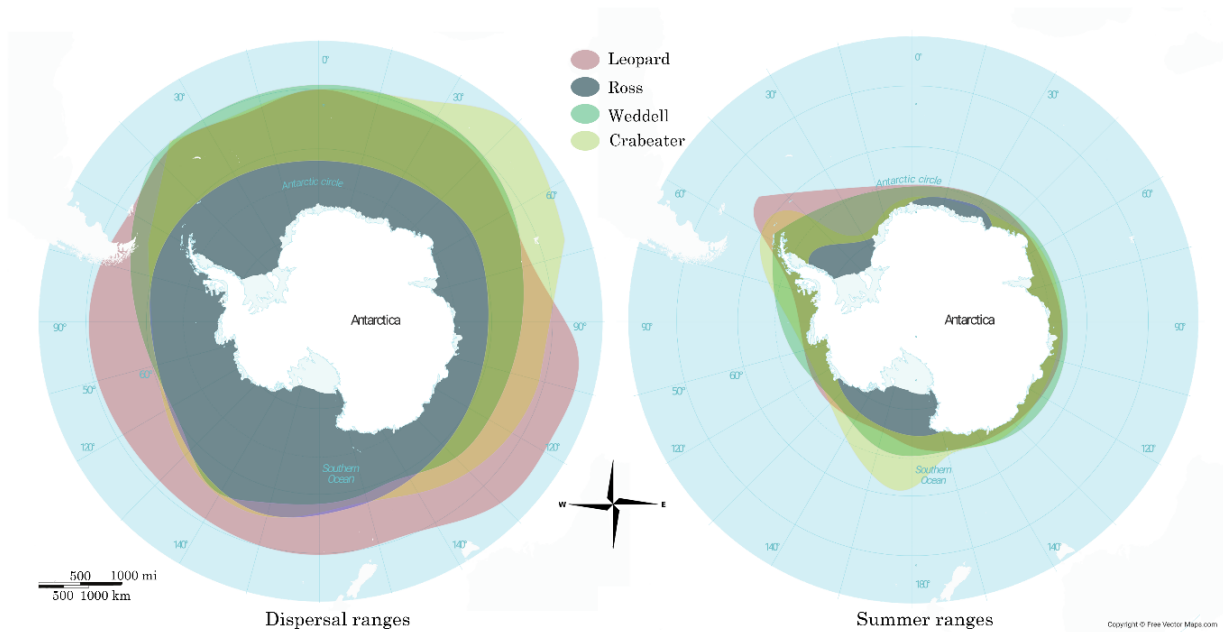 Leopard
Ross
Weddell
Crabeater
0°
30°
30°
Antarctic circle
60°
Antarctica
90°
90°
60°
50°
120°
120°
Southern
Ocean
140°
140°
500 1000 mi
500 1000 km
Dispersal ranges
W E
0°
30°
30°
60°
Antarctic circle
60°
Antarctica
90°
90°
60°
50°
120°
120°
Southern
Ocean
140°
140°
180°
Summer ranges
Copyright © Free Vector Maps.com